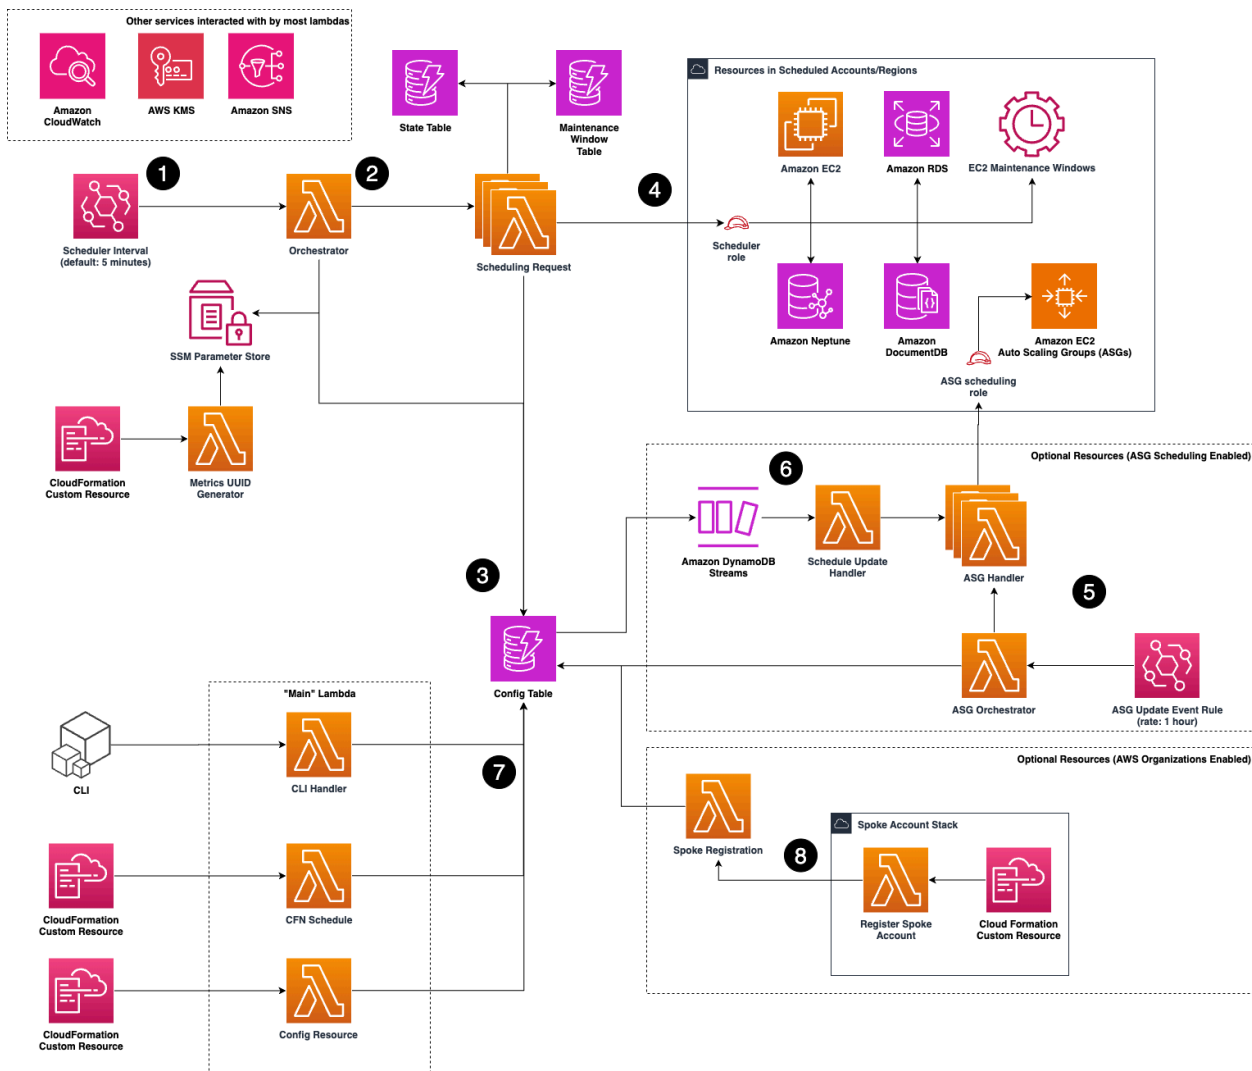 Other services interacted with by most lambdas
Amazon
CloudWatch
AWS KMS
Amazon SNS
State Table
Maintenance
Window
Table
Resources in Scheduled Accounts/Regions
Amazon EC2
Amazon RDS
EC2 Maintenance Windows
1
2
4
Scheduler Interval
(default: 5 minutes)
Orchestrator
Scheduling Request
Scheduler
role
SSM Parameter Store
Amazon Neptune
Amazon
DocumentDB
Amazon EC2
Auto Scaling Groups (ASGs)
ASG scheduling
role
CloudFormation
Custom Resource
Metrics UUID
Generator
Optional Resources (ASG Scheduling Enabled)
6
Amazon DynamoDB
Streams
Schedule Update
Handler
ASG Handler
3
5
Config Table
ASG Orchestrator
ASG Update Event Rule
(rate: 1 hour)
"Main" Lambda
CLI
CLI Handler
7
Optional Resources (AWS Organizations Enabled)
Spoke Registration
8
Spoke Account Stack
Register Spoke
Account
Cloud Formation
Custom Resource
CloudFormation
Custom Resource
CFN Schedule
CloudFormation
Custom Resource
Config Resource